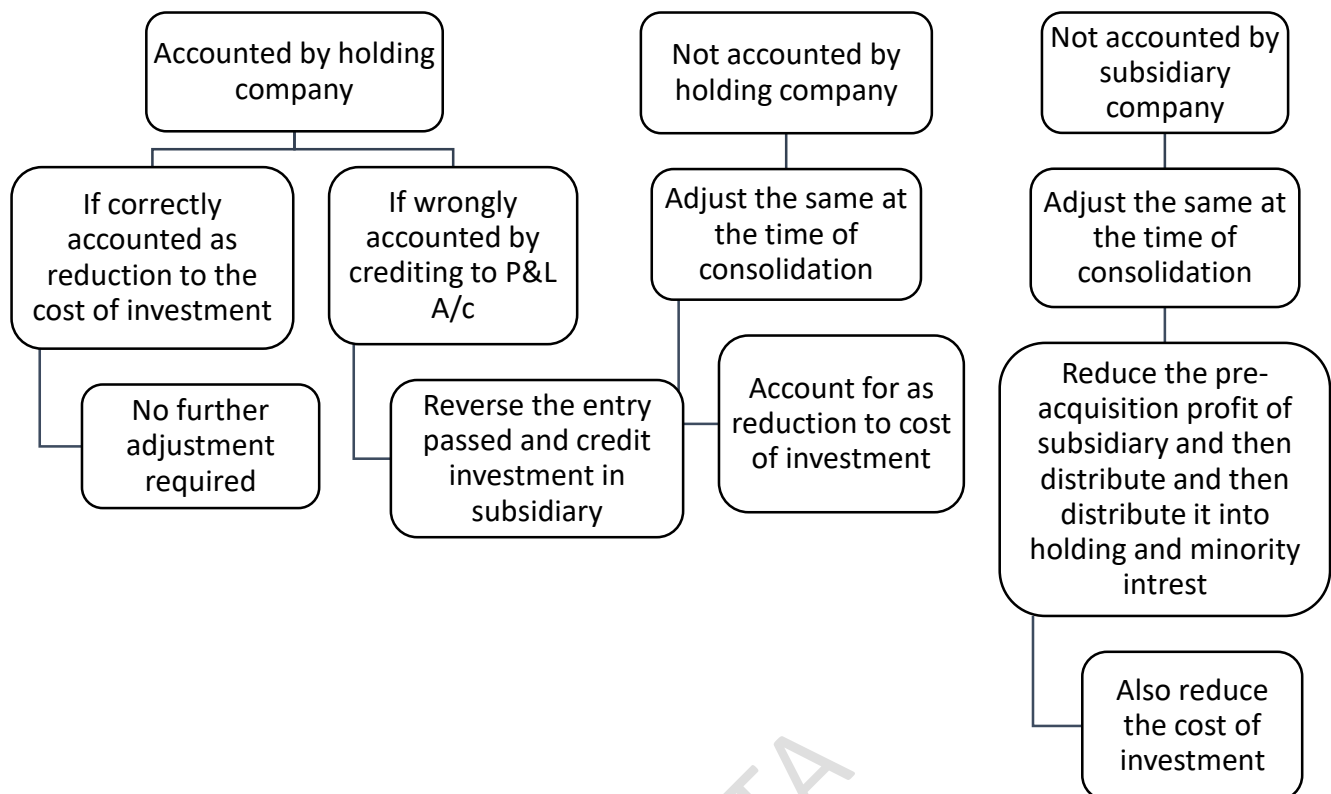 Accounted by holding
company
If correctly
accounted as
reduction to the
cost of investment
No further
adjustment
required
If wrongly
accounted by
crediting to P&L
A/c
Reverse the entry
passed and credit
investment in
subsidiary
Not accounted by
holding company
Adjust the same at
the time of
consolidation
Account for as
reduction to cost
of investment
Not accounted by
subsidiary
company
Adjust the same at
the time of
consolidation
Reduce the pre-
acquisition profit of
subsidiary and then
distribute and then
distribute it into
holding and minority
intrest
Also reduce
the cost of
investment
TA